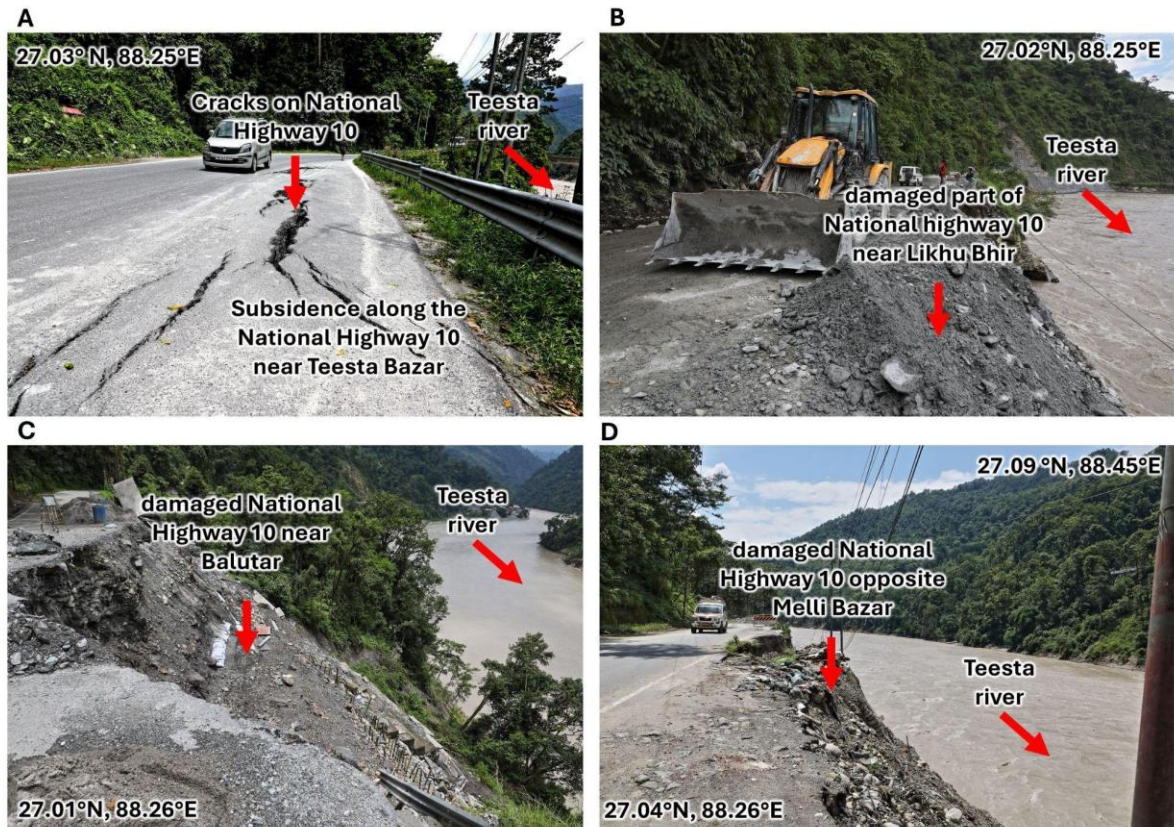 A
27.03° N, 88.25°E
Cracks on National
Highway 10
Teesta
river
Subsidence along the
National Highway 10
near Teesta Bazar
B
27.02°N, 88.25°E
Teesta
river
damaged part of
National highway 10
near Likhu Bhir
C
damaged National
Highway 10 near
Balutar
Teesta
river
27.01°N, 88.26°E
D
27.09 °N, 88.45°E
damaged National
Highway 10 opposite
Melli Bazar
Teesta
river
27.04°N, 88.26°E